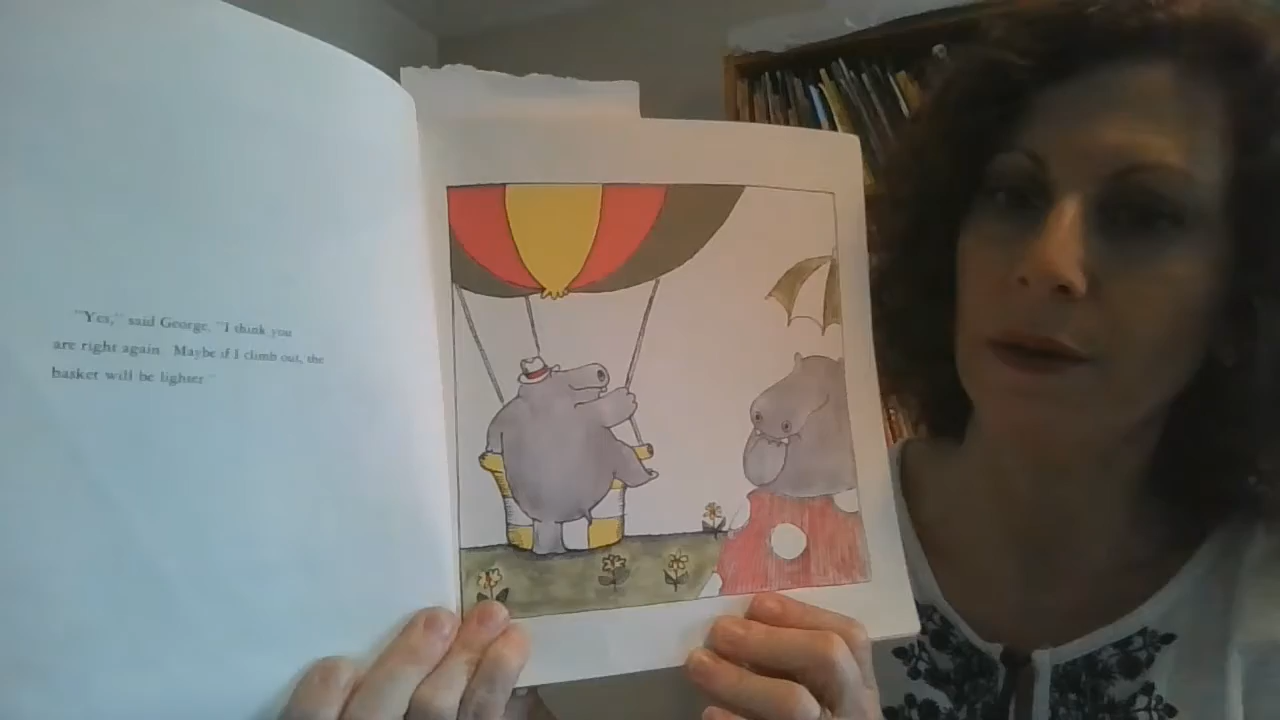 "Yes," said George. "I think you
are right again. Maybe if I climb out, the
basket will be lighter."